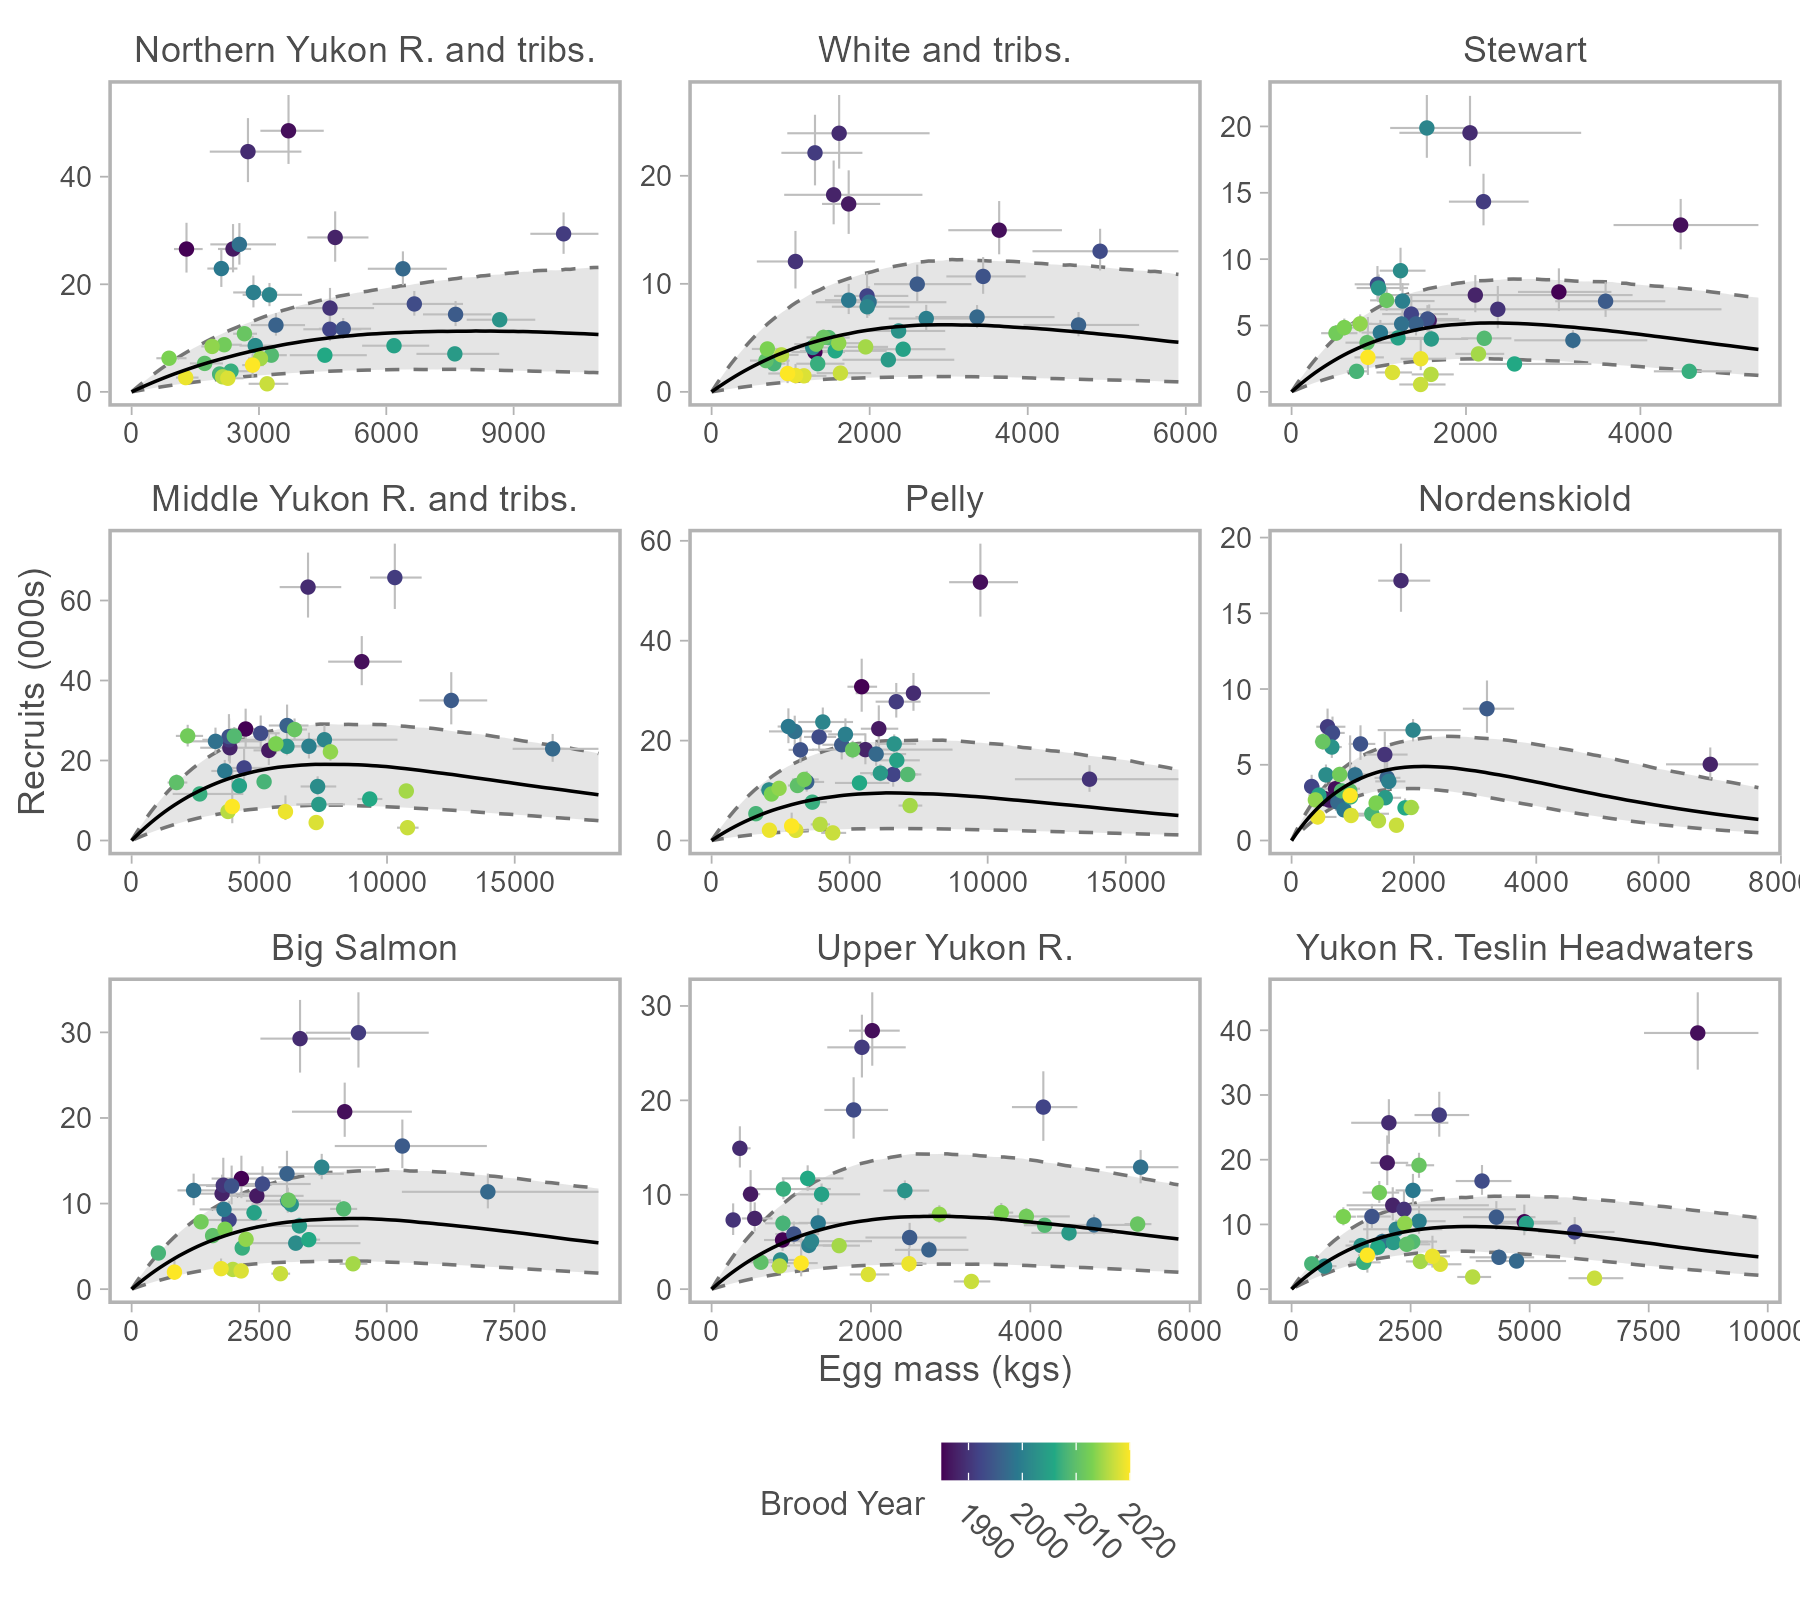 Northern Yukon R. and tribs.
White and tribs.
Stewart
40
20
0
20
10
0
20
15
10
5
0
0 3000 6000 9000
0 2000 4000 6000
0 2000 4000
Middle Yukon R. and tribs.
Pelly
Nordenskiold
Recruits (000s)
60
40
20
0
60
40
20
0
20
15
10
5
0
0 5000 10000 15000
0 5000 10000 15000
0 2000 4000 6000 800
Big Salmon
Upper Yukon R.
Yukon R. Teslin Headwaters
30
20
10
0
30
20
10
0
40
30
20
10
0
0 2500 5000 7500
0 2000 4000 6000
0 2500 5000 7500 1000
Egg mass (kgs)
Brood Year
1990 2000 2010 2020